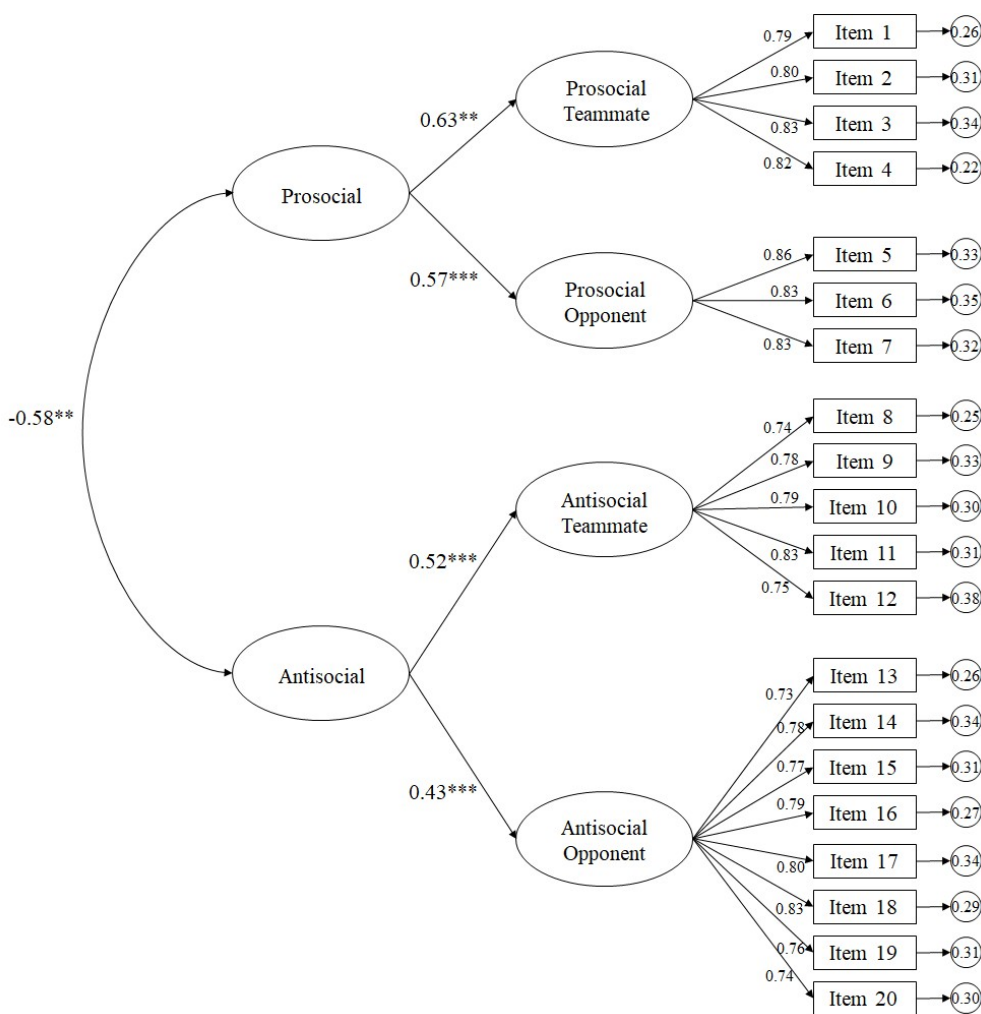 0.79
Item 1
0.26
0.80
Item 2
0.31
Prosocial
Teammate
0.83
Item 3
0.34
0.63**
0.82
Item 4
0.22
Prosocial
0.57***
0.86
Item 5
0.33
Prosocial
Opponent
0.83
Item 6
0.35
0.83
Item 7
0.32
-0.58**
0.74
Item 8
0.25
0.78
Item 9
0.33
Antisocial
Teammate
0.79
Item 10
0.30
0.52***
0.83
Item 11
0.31
0.75
Item 12
0.38
Antisocial
0.73
Item 13
0.26
0.78
Item 14
0.34
0.77
Item 15
0.31
0.43***
0.79
Item 16
0.27
Antisocial
Opponent
0.80
Item 17
0.34
0.83
Item 18
0.29
0.76
Item 19
0.31
0.74
Item 20
0.30